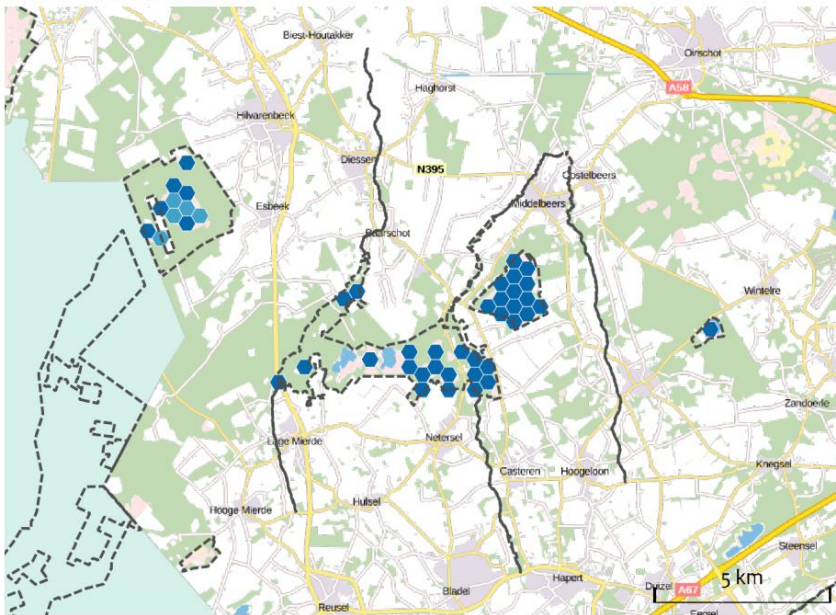 Biest-Houtakker
Oirschot
A58
Haghorst
Hilvarenbeek
Diessen
N395
Oostelbeers
Esbeek
Middelbeers
Baarschot
Wintelre
Zandoerle
Lage Mierde
Netersel
Casteren
Hoogeloon
Knegsel
Hulsel
Hooge Mierde
Steensel
5 km
Bladel
Hapert
Duizel
A67
Reusel
Eersel